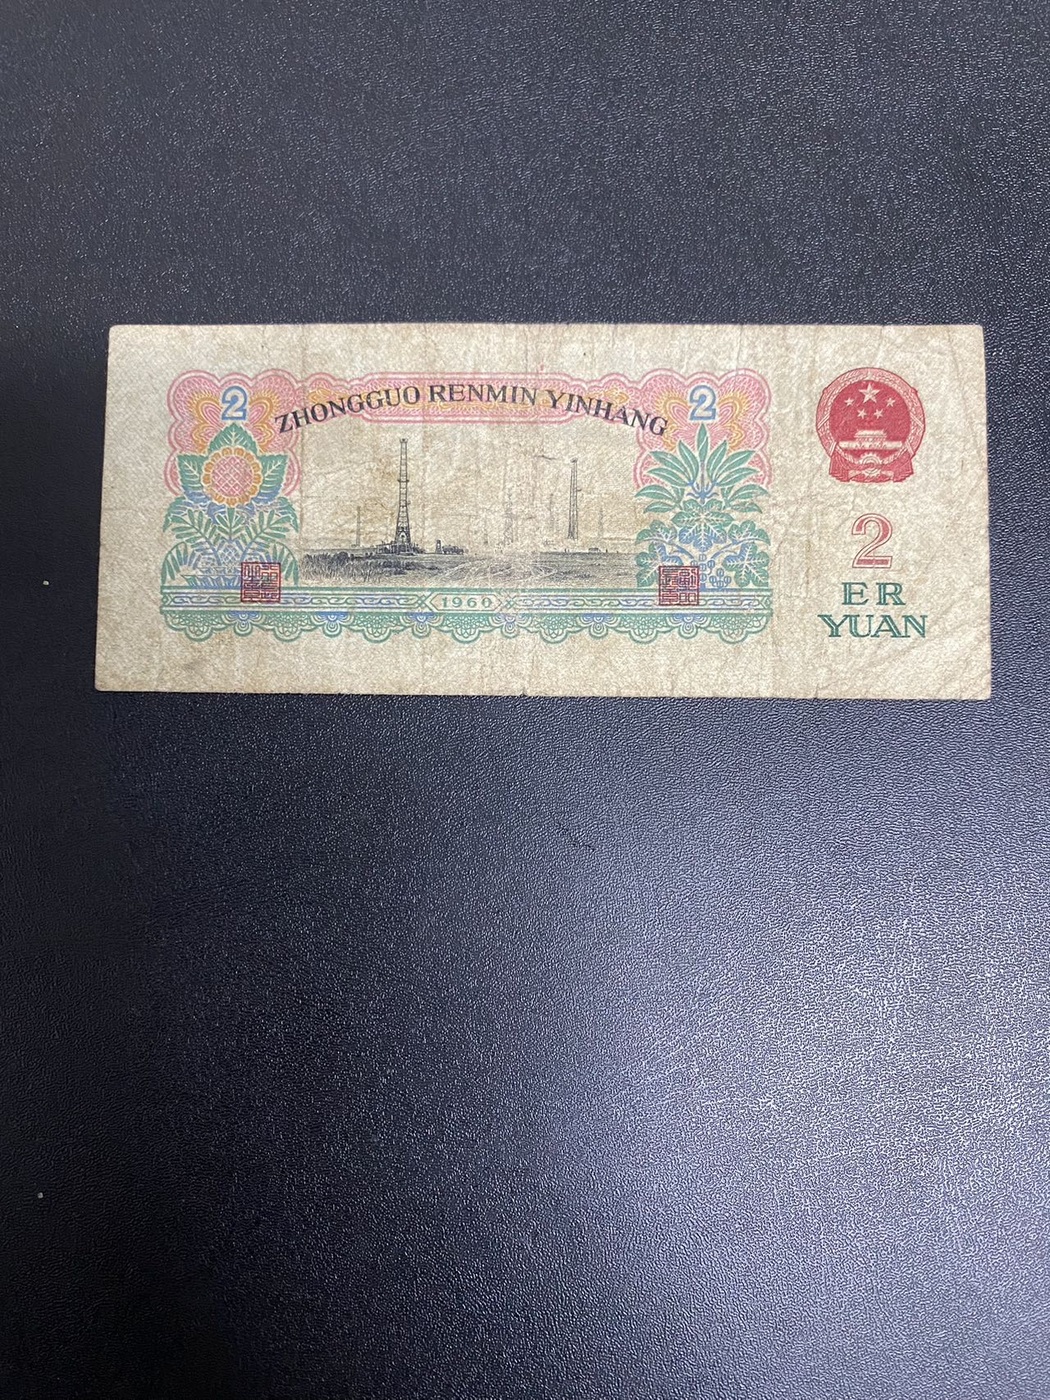 2
ZHONGGUO RENMIN YINHANG
2
1960
2
ER
YUAN